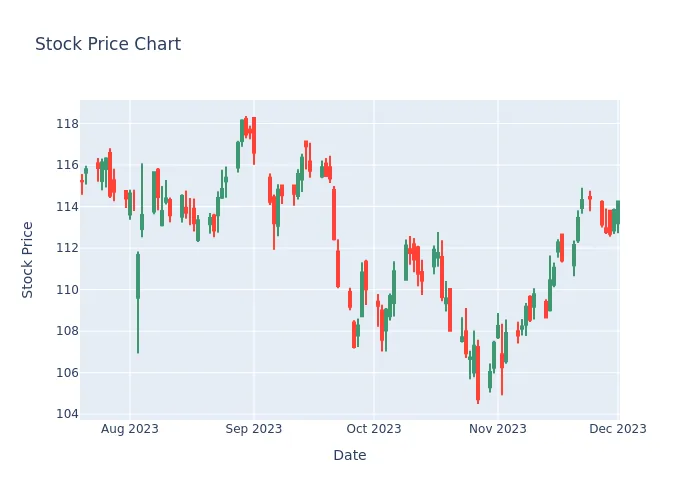 Stock Price Chart
118
116
114
112
110
108
106
104
Stock Price
Aug 2023
Sep 2023
Oct 2023
Nov 2023
Dec 2023
Date